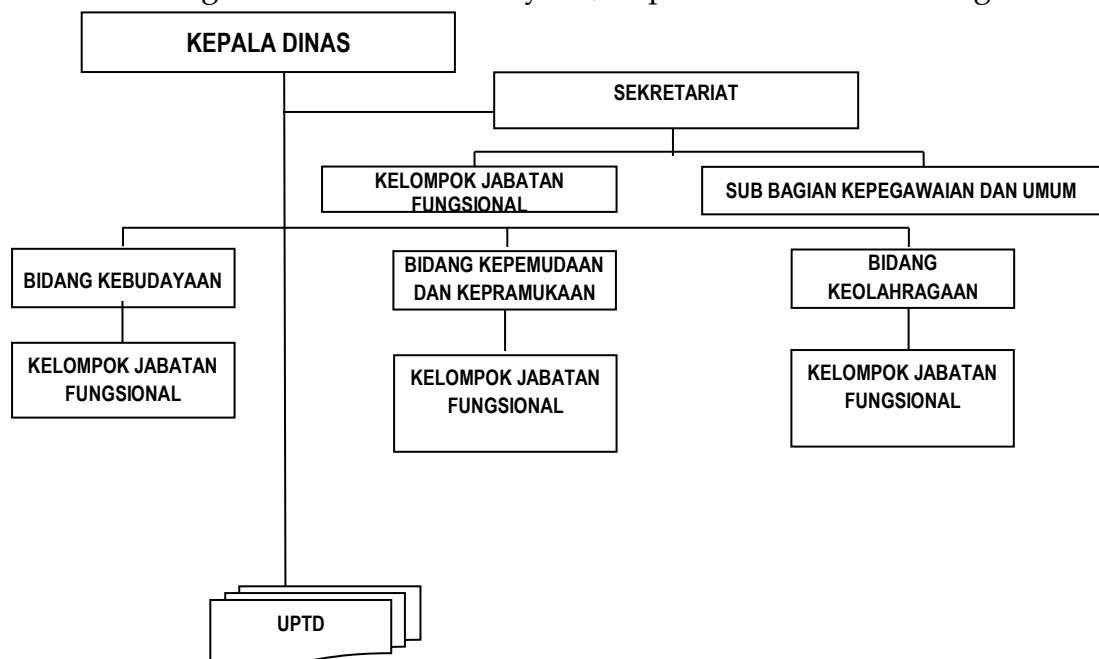 KEPALA DINAS
SEKRETARIAT
KELOMPOK JABATAN
FUNGSIONAL
SUB BAGIAN KEPEGAWAIAN DAN UMUM
BIDANG KEBUDAYAAN
BIDANG KEPEMUDAAN
DAN KEPRAMUKAAN
BIDANG
KEOLAHRAGAAN
KELOMPOK JABATAN
FUNGSIONAL
KELOMPOK JABATAN
FUNGSIONAL
KELOMPOK JABATAN
FUNGSIONAL
UPTD